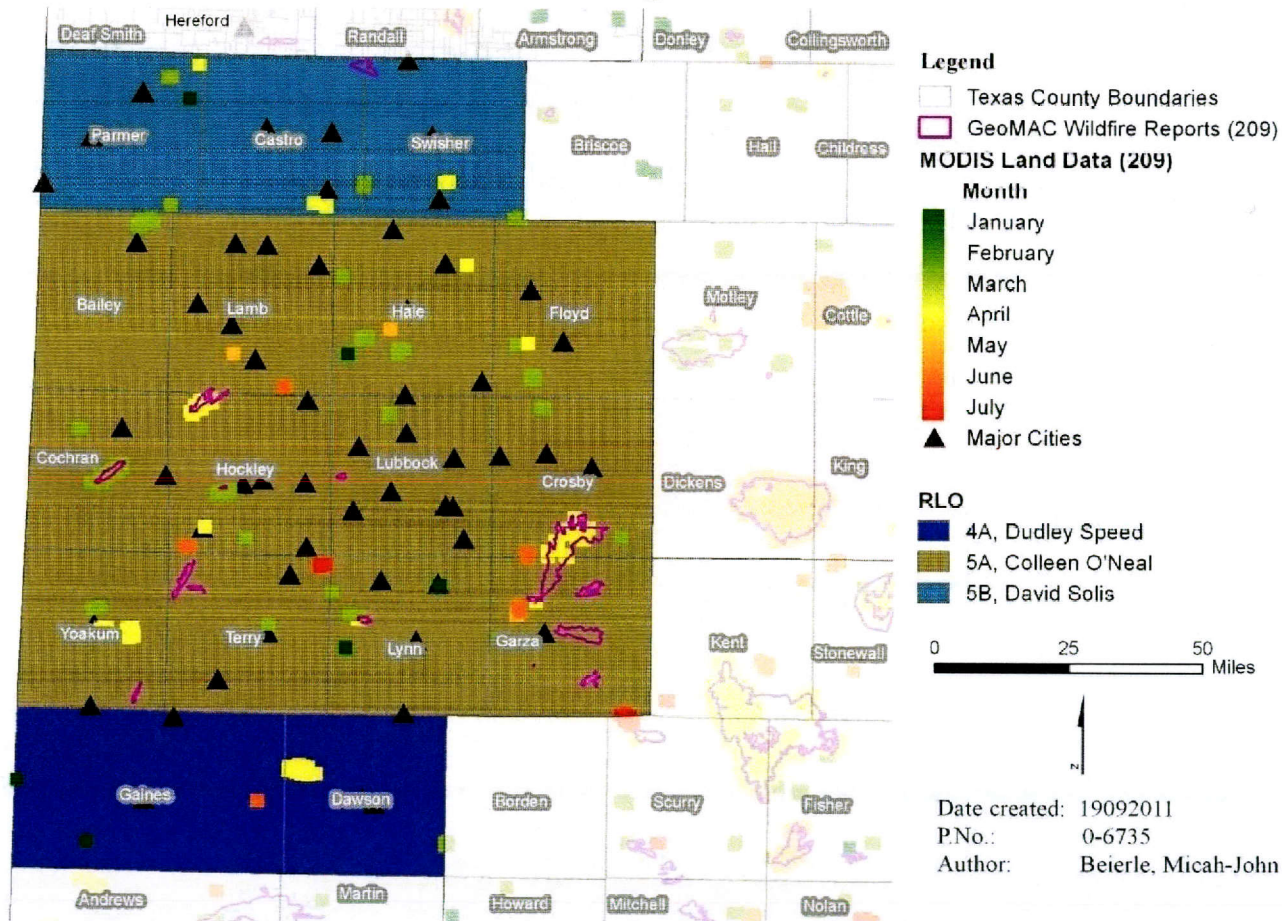 Hereford
Deaf Smith
Randall
Armstrong
Donley
Collingsworth
Parmer
Castro
Swisher
Briscoe
Hall
Childress
Bailey
Lamb
Hale
Floyd
Motley
Cottle
Cochran
Hockley
Lubbock
Crosby
Dickens
King
Yoakum
Terry
Lynn
Garza
Kent
Stonewall
Gaines
Dawson
Borden
Scurry
Fisher
Andrews
Martin
Howard
Mitchell
Nolan
Legend
Texas County Boundaries
GeoMAC Wildfire Reports (209)
MODIS Land Data (209)
Month
January
February
March
April
May
June
July
Major Cities
RLO
4A, Dudley Speed
5A, Colleen O'Neal
5B, David Solis
0 25 50
Miles
z
Date created: 19092011
P.No.: 0-6735
Author: Beierle, Micah-John